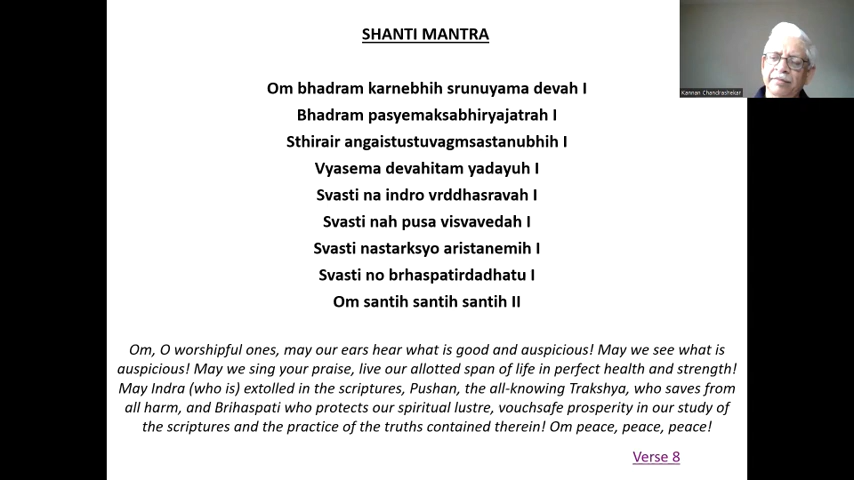 SHANTI MANTRA
Kannan Chandrashekar
Om bhadram karnebhih srunuyama devah I
Bhadram pasyemaksabhiryajatrah I
Sthirair angaistustuvagmsastanubhih I
Vyasema devahitam yadayuh I
Svasti na indro vrddhasravah I
Svasti nah pusa visvavedah I
Svasti nastarksyo aristanemih I
Svasti no brhaspatirdadhatu I
Om santih santih santih II
Om, O worshipful ones, may our ears hear what is good and auspicious! May we see what is
auspicious! May we sing your praise, live our allotted span of life in perfect health and strength!
May Indra (who is) extolled in the scriptures, Pushan, the all-knowing Trakshya, who saves from
all harm, and Brihaspati who protects our spiritual lustre, vouchsafe prosperity in our study of
the scriptures and the practice of the truths contained therein! Om peace, peace, peace!
Verse 8